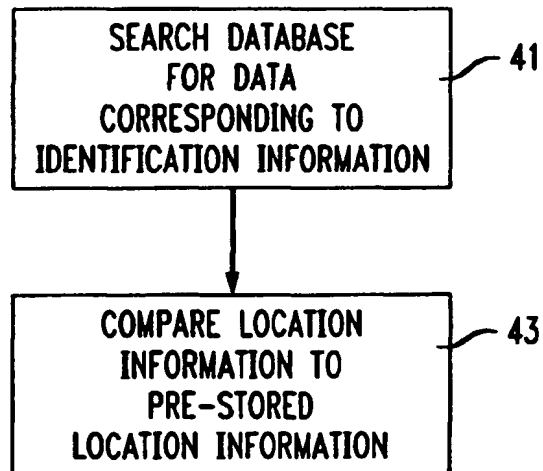 SEARCH DATABASE
FOR DATA
CORRESPONDING TO
IDENTIFICATION INFORMATION
41
COMPARE LOCATION
INFORMATION TO
PRE-STORED
LOCATION INFORMATION
43